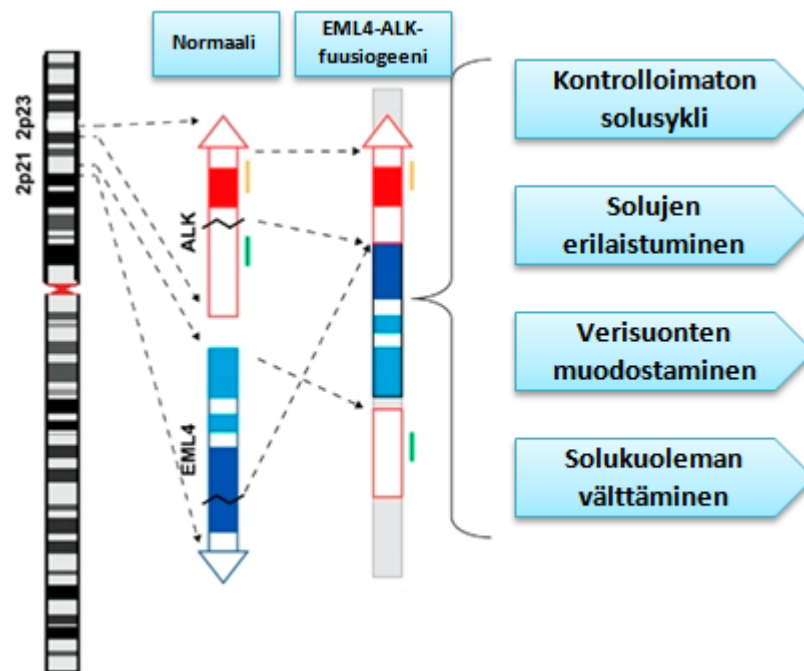 Normaali
EML4-ALK-
fuusiogeeni
2p23
2p21
ALK
EML4
Kontrolloimaton
solusykli
Solujen
erilaistuminen
Verisuonten
muodostaminen
Solukuoleman
välttäminen